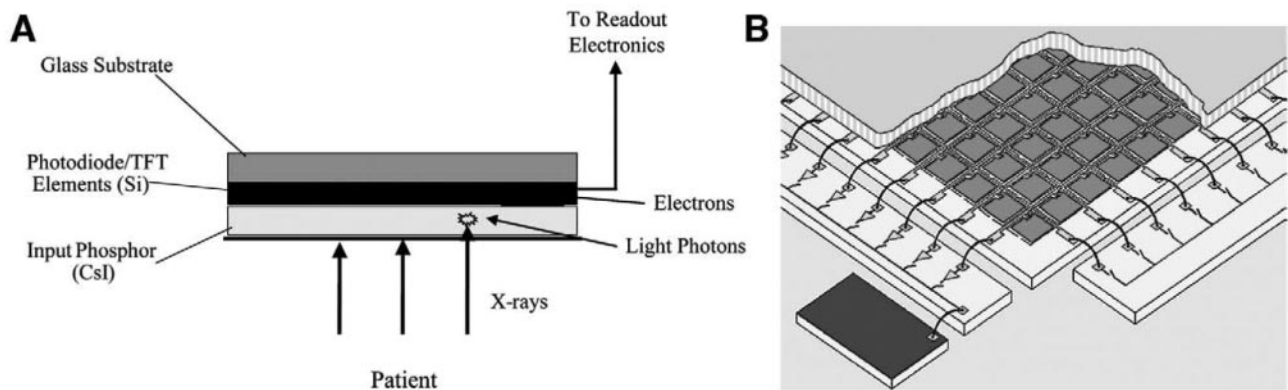 A
To Readout
Electronics
Glass Substrate
Photodiode/TFT
Elements (Si)
Electrons
Light Photons
Input Phosphor
(CsI)
X-rays
Patient
B